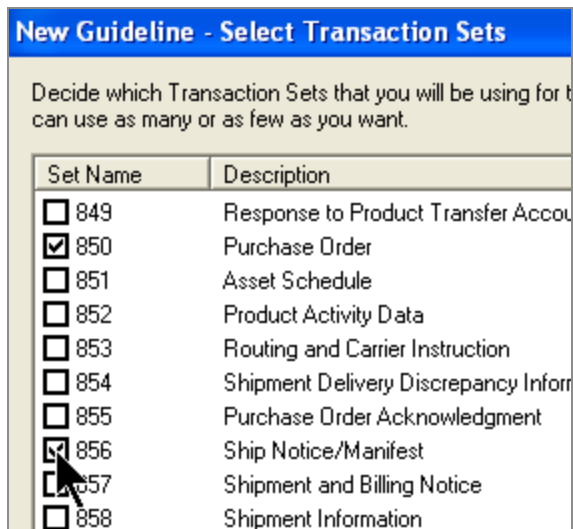 New Guideline - Select Transaction Sets
Decide which Transaction Sets that you will be using for
can use as many or as few as you want.
Set Name Description
849 Response to Product Transfer
850 Purchase Order
851 Asset Schedule
852 Product Activity Data
853 Routing and Carrier Instruction
854 Shipment Delivery Discrepancy
855 Purchase Order Acknowledgment
856 Ship Notice/Manifest
857 Shipment and Billing Notice
858 Shipment Information